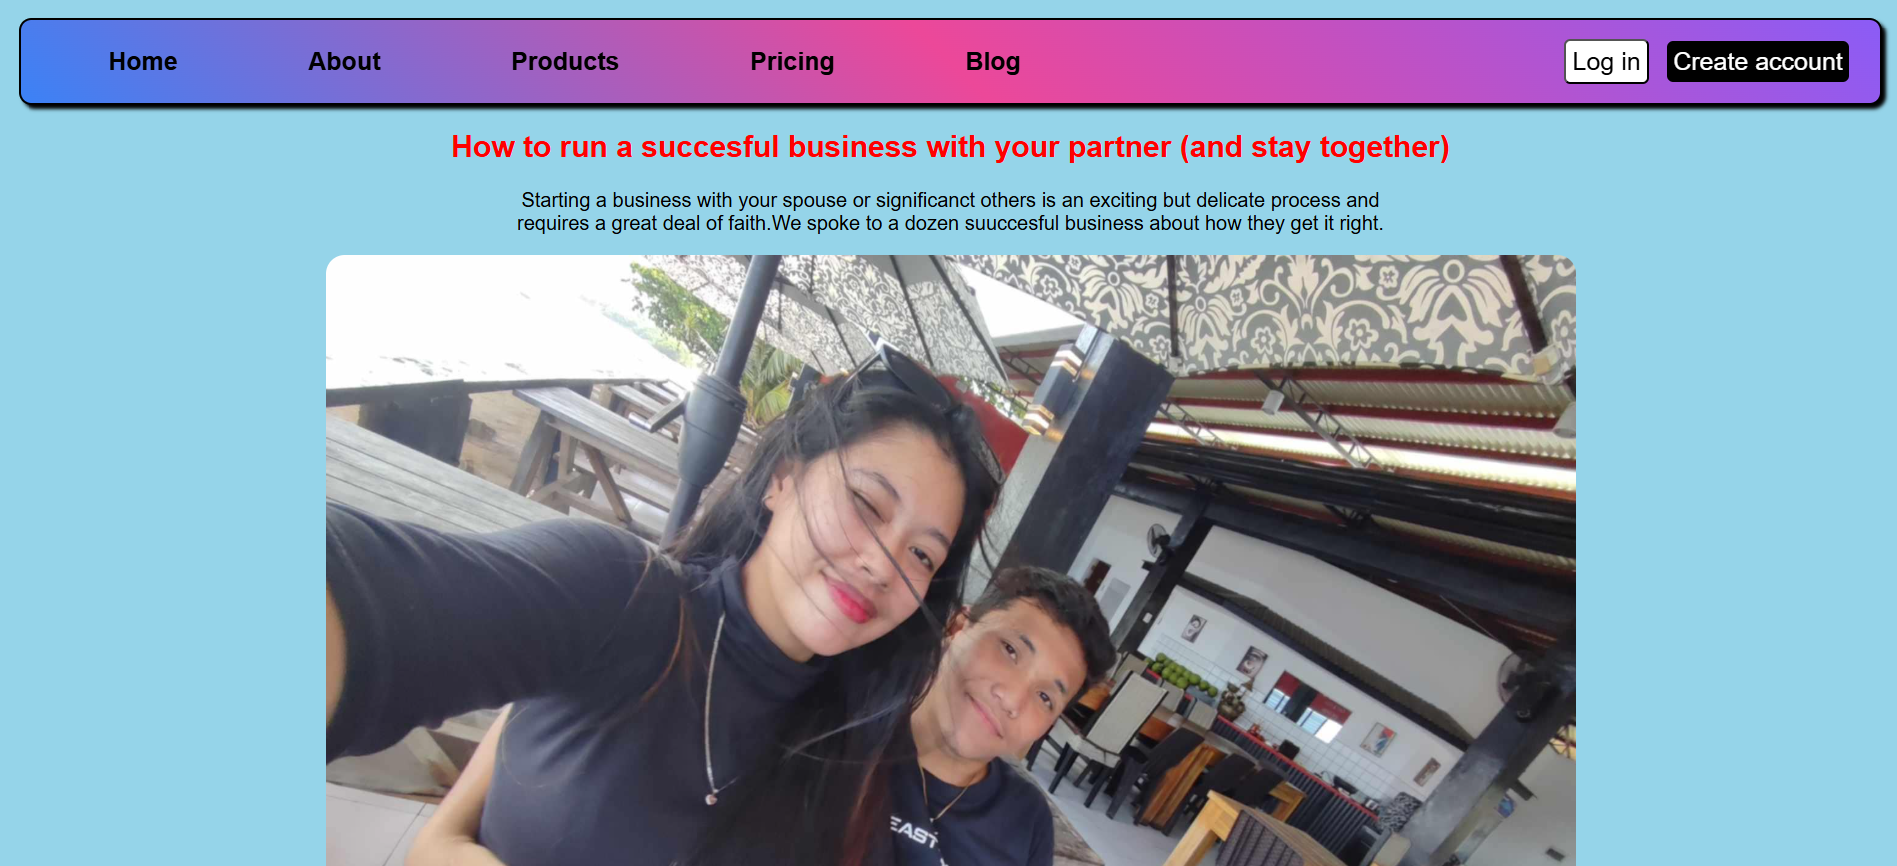 Home About Products Pricing Blog Log in Create account
How to run a succesful business with your partner (and stay together)
Starting a business with your spouse or significanct others is an exciting but delicate process and
requires a great deal of faith.We spoke to a dozen suuccesful business about how they get it right.
EAST